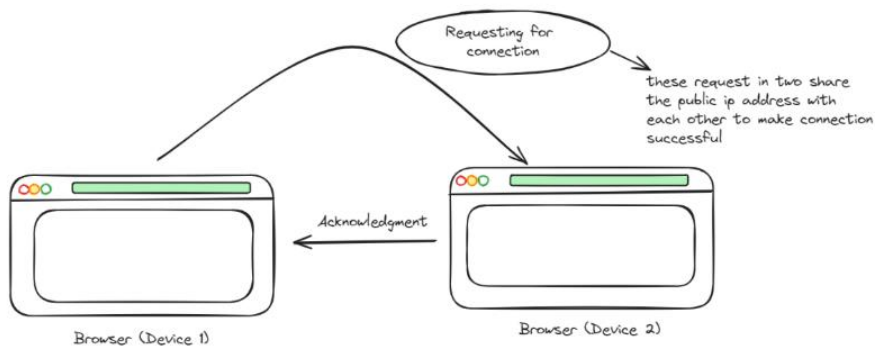 Requesting for
connection
these request in two share
the public ip address with
each other to make connection
successful
Acknowledgment
Browser (Device 1)
Browser (Device 2)